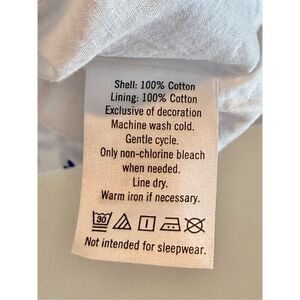 Shell: 100% Cotton
Lining: 100% Cotton
Exclusive of decoration
Machine wash cold.
Gentle cycle.
Only non-chlorine bleach
when needed.
Line dry.
Warm iron if necessary.
30
Not intended for sleepwear.